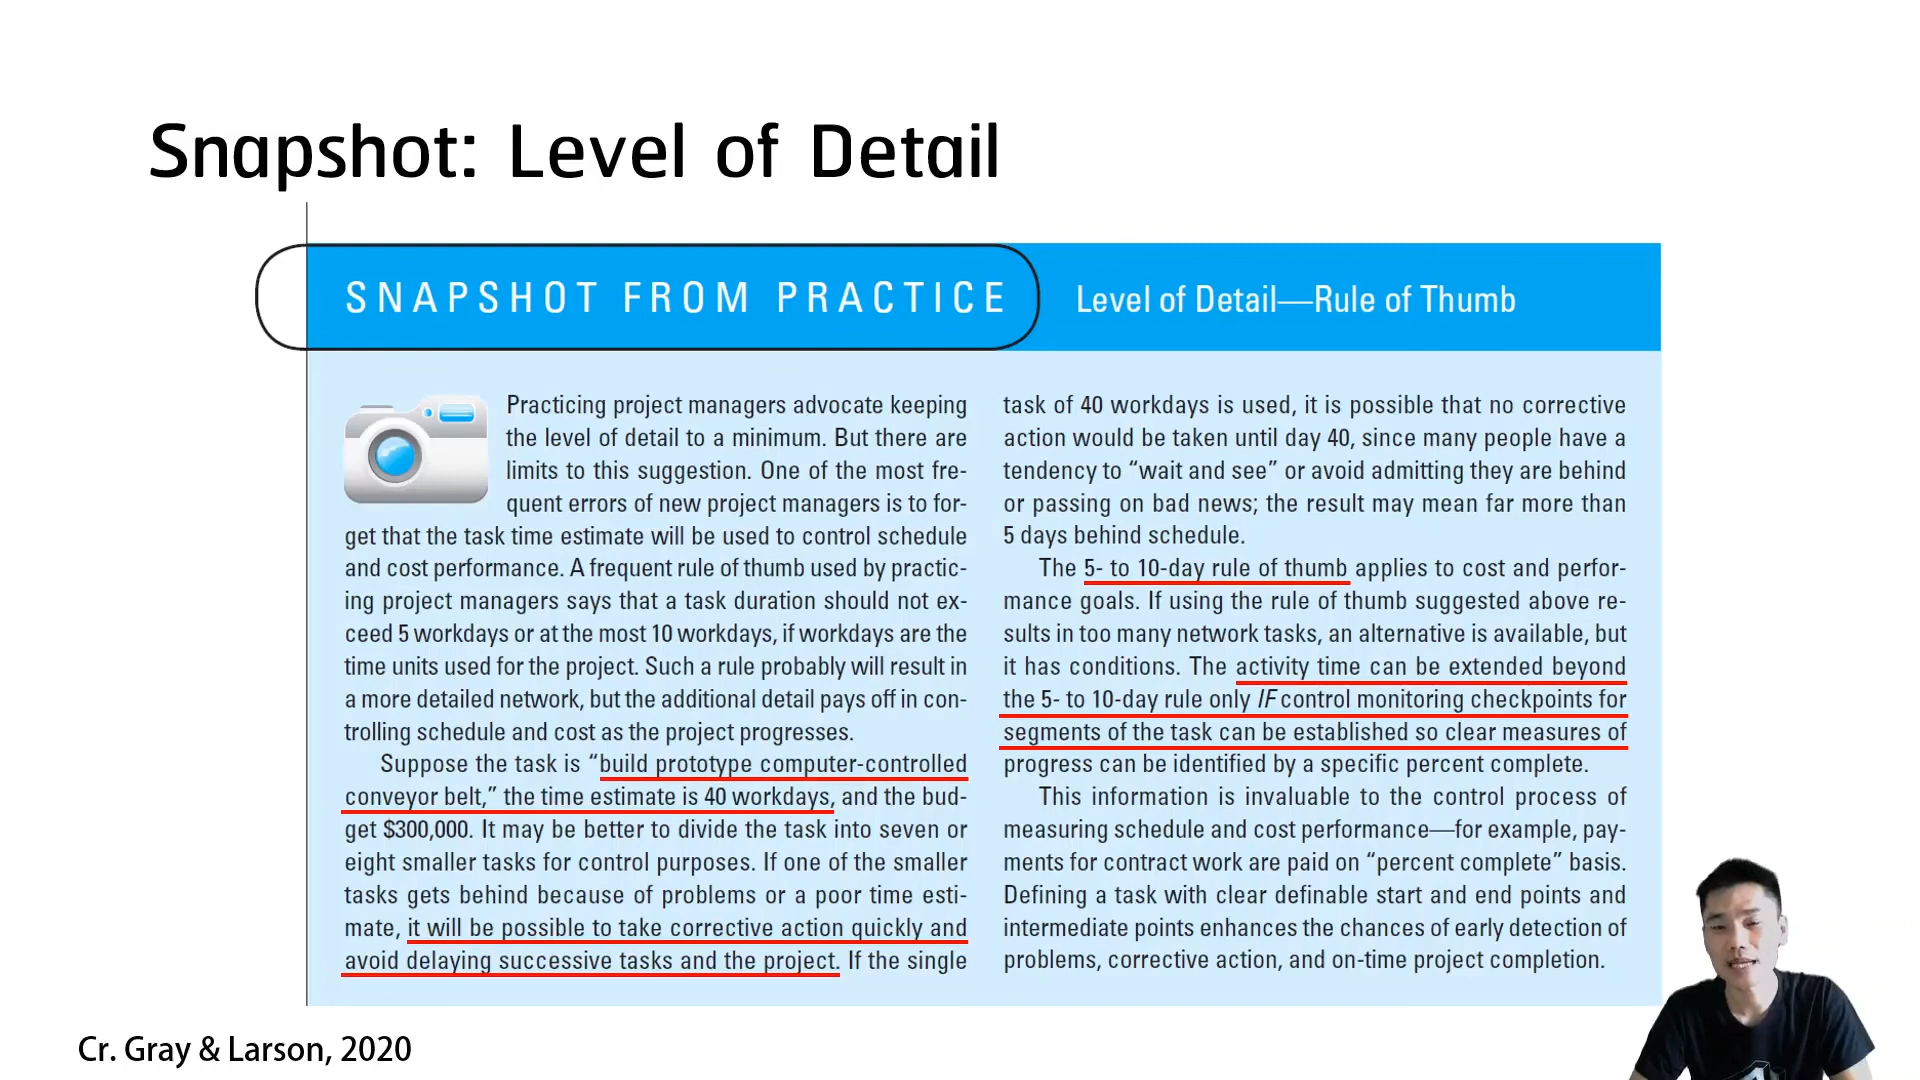 Snapshot: Level of Detail
SNAPSHOT FROM PRACTICE
Level of Detail—Rule of Thumb
Practicing project managers advocate keeping
the level of detail to a minimum. But there are
limits to this suggestion. One of the most fre-
quent errors of new project managers is to for-
get that the task time estimate will be used to control schedule
and cost performance. A frequent rule of thumb used by practic-
ing project managers says that a task duration should not ex-
ceed 5 workdays or at the most 10 workdays, if workdays are the
time units used for the project. Such a rule probably will result in
a more detailed network, but the additional detail pays off in con-
trolling schedule and cost as the project progresses.
Suppose the task is “build prototype computer-controlled
conveyor belt,” the time estimate is 40 workdays, and the bud-
get $300,000. It may be better to divide the task into seven or
eight smaller tasks for control purposes. If one of the smaller
tasks gets behind because of problems or a poor time esti-
mate, it will be possible to take corrective action quickly and
avoid delaying successive tasks and the project. If the single
task of 40 workdays is used, it is possible that no corrective
action would be taken until day 40, since many people have a
tendency to “wait and see” or avoid admitting they are behind
or passing on bad news; the result may mean far more than
5 days behind schedule.
The 5- to 10-day rule of thumb applies to cost and perfor-
mance goals. If using the rule of thumb suggested above re-
sults in too many network tasks, an alternative is available, but
it has conditions. The activity time can be extended beyond
the 5- to 10-day rule only IF control monitoring checkpoints for
segments of the task can be established so clear measures of
progress can be identified by a specific percent complete.
This information is invaluable to the control process of
measuring schedule and cost performance—for example, pay-
ments for contract work are paid on “percent complete” basis.
Defining a task with clear definable start and end points and
intermediate points enhances the chances of early detection of
problems, corrective action, and on-time project completion.
Cr. Gray & Larson, 2020